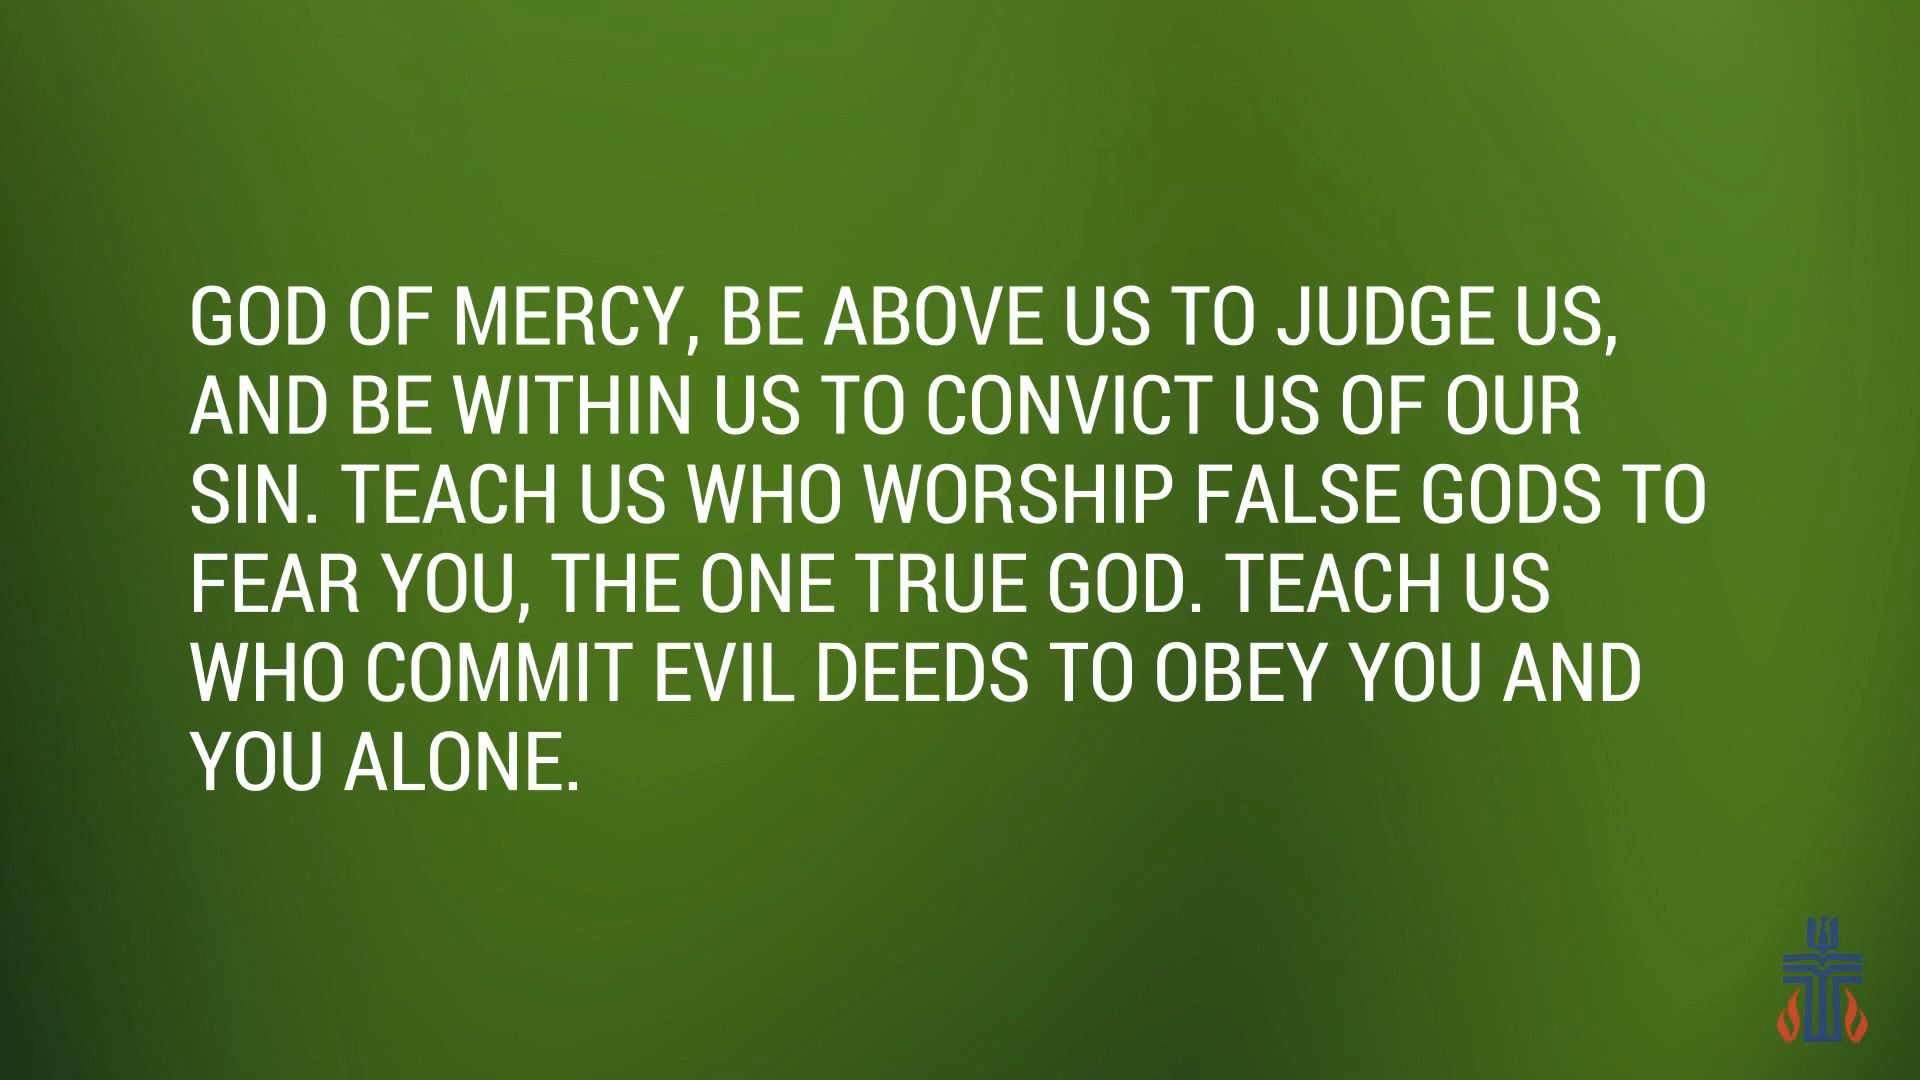 GOD OF MERCY, BE ABOVE US TO JUDGE US,
AND BE WITHIN US TO CONVICT US OF OUR
SIN. TEACH US WHO WORSHIP FALSE GODS TO
FEAR YOU, THE ONE TRUE GOD. TEACH US
WHO COMMIT EVIL DEEDS TO OBEY YOU AND
YOU ALONE.